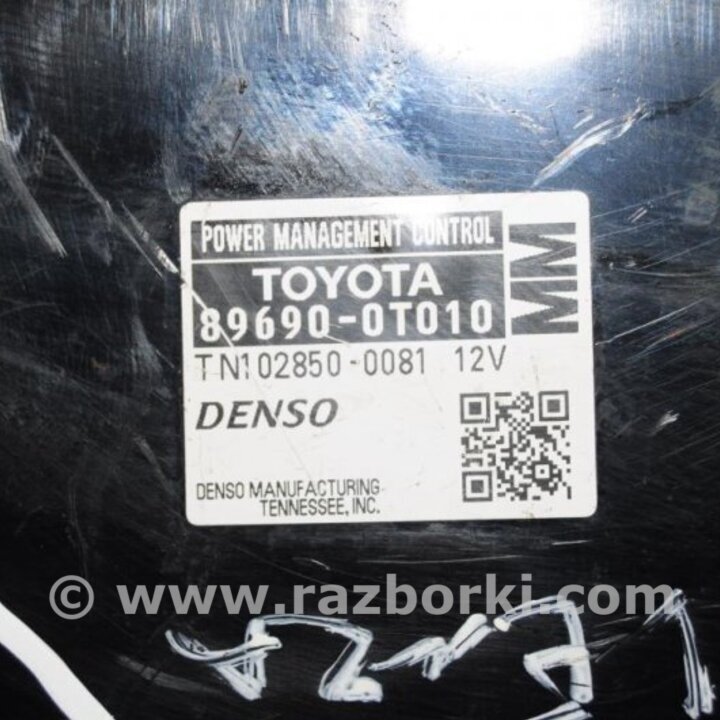 POWER MANAGEMENT CONTROL
TOYOTA
MM
89690-0T010
TN102850-0081 12V
DENSO
DENSO MANUFACTURING
TENNESSEE, INC.
© www.razborki.com